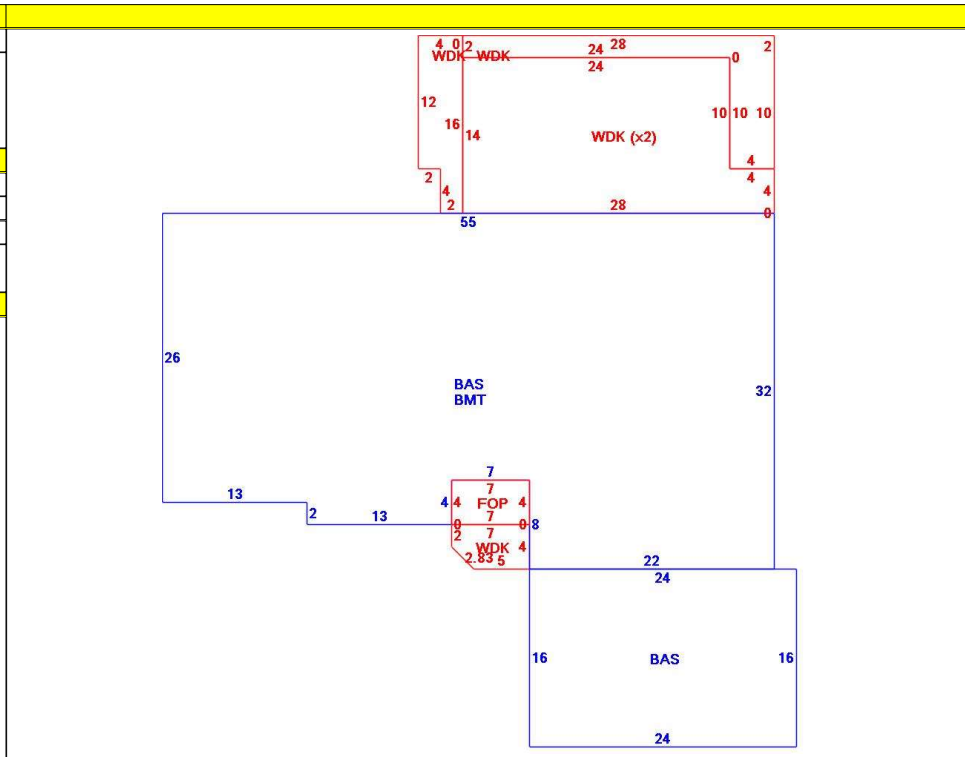 4 0 2 24 28 2
WDK WDK 0
24
12 10 10 10
16 14 WDK (x2)
4
2 4
4 4
2 28 0
55
26
BAS 32
BMT
7
13 7
4 4 FOP 4
2 13 0 7 0 8
2 7
WDK 4
2.83 5 22
24
16 BAS 16
24